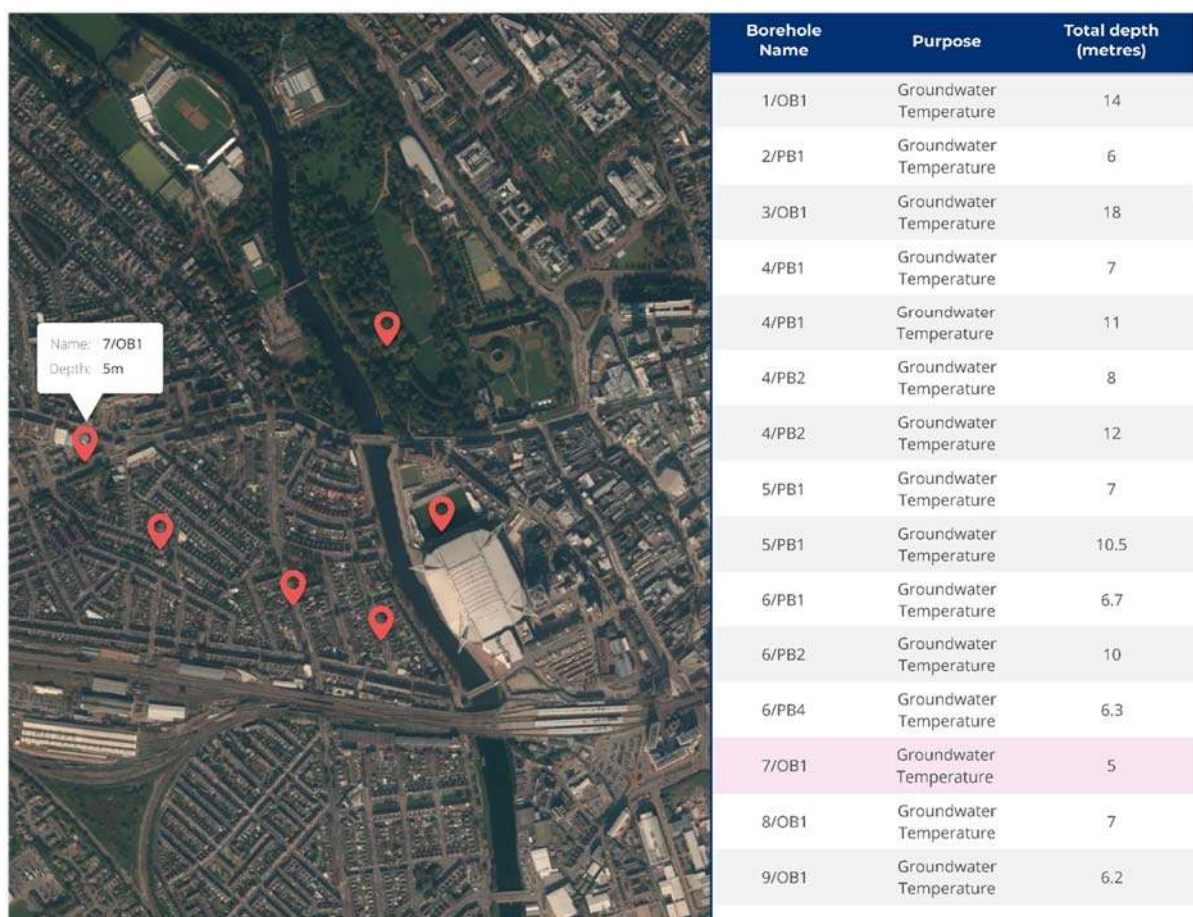 Name: 7/OB1
Depth: 5m
Borehole Name Purpose Total depth (metres)
1/OB1 Groundwater Temperature 14
2/PB1 Groundwater Temperature 6
3/OB1 Groundwater Temperature 18
4/PB1 Groundwater Temperature 7
4/PB1 Groundwater Temperature 11
4/PB2 Groundwater Temperature 8
4/PB2 Groundwater Temperature 12
5/PB1 Groundwater Temperature 7
5/PB1 Groundwater Temperature 10.5
6/PB1 Groundwater Temperature 6.7
6/PB2 Groundwater Temperature 10
6/PB4 Groundwater Temperature 6.3
7/OB1 Groundwater Temperature 5
8/OB1 Groundwater Temperature 7
9/OB1 Groundwater Temperature 6.2